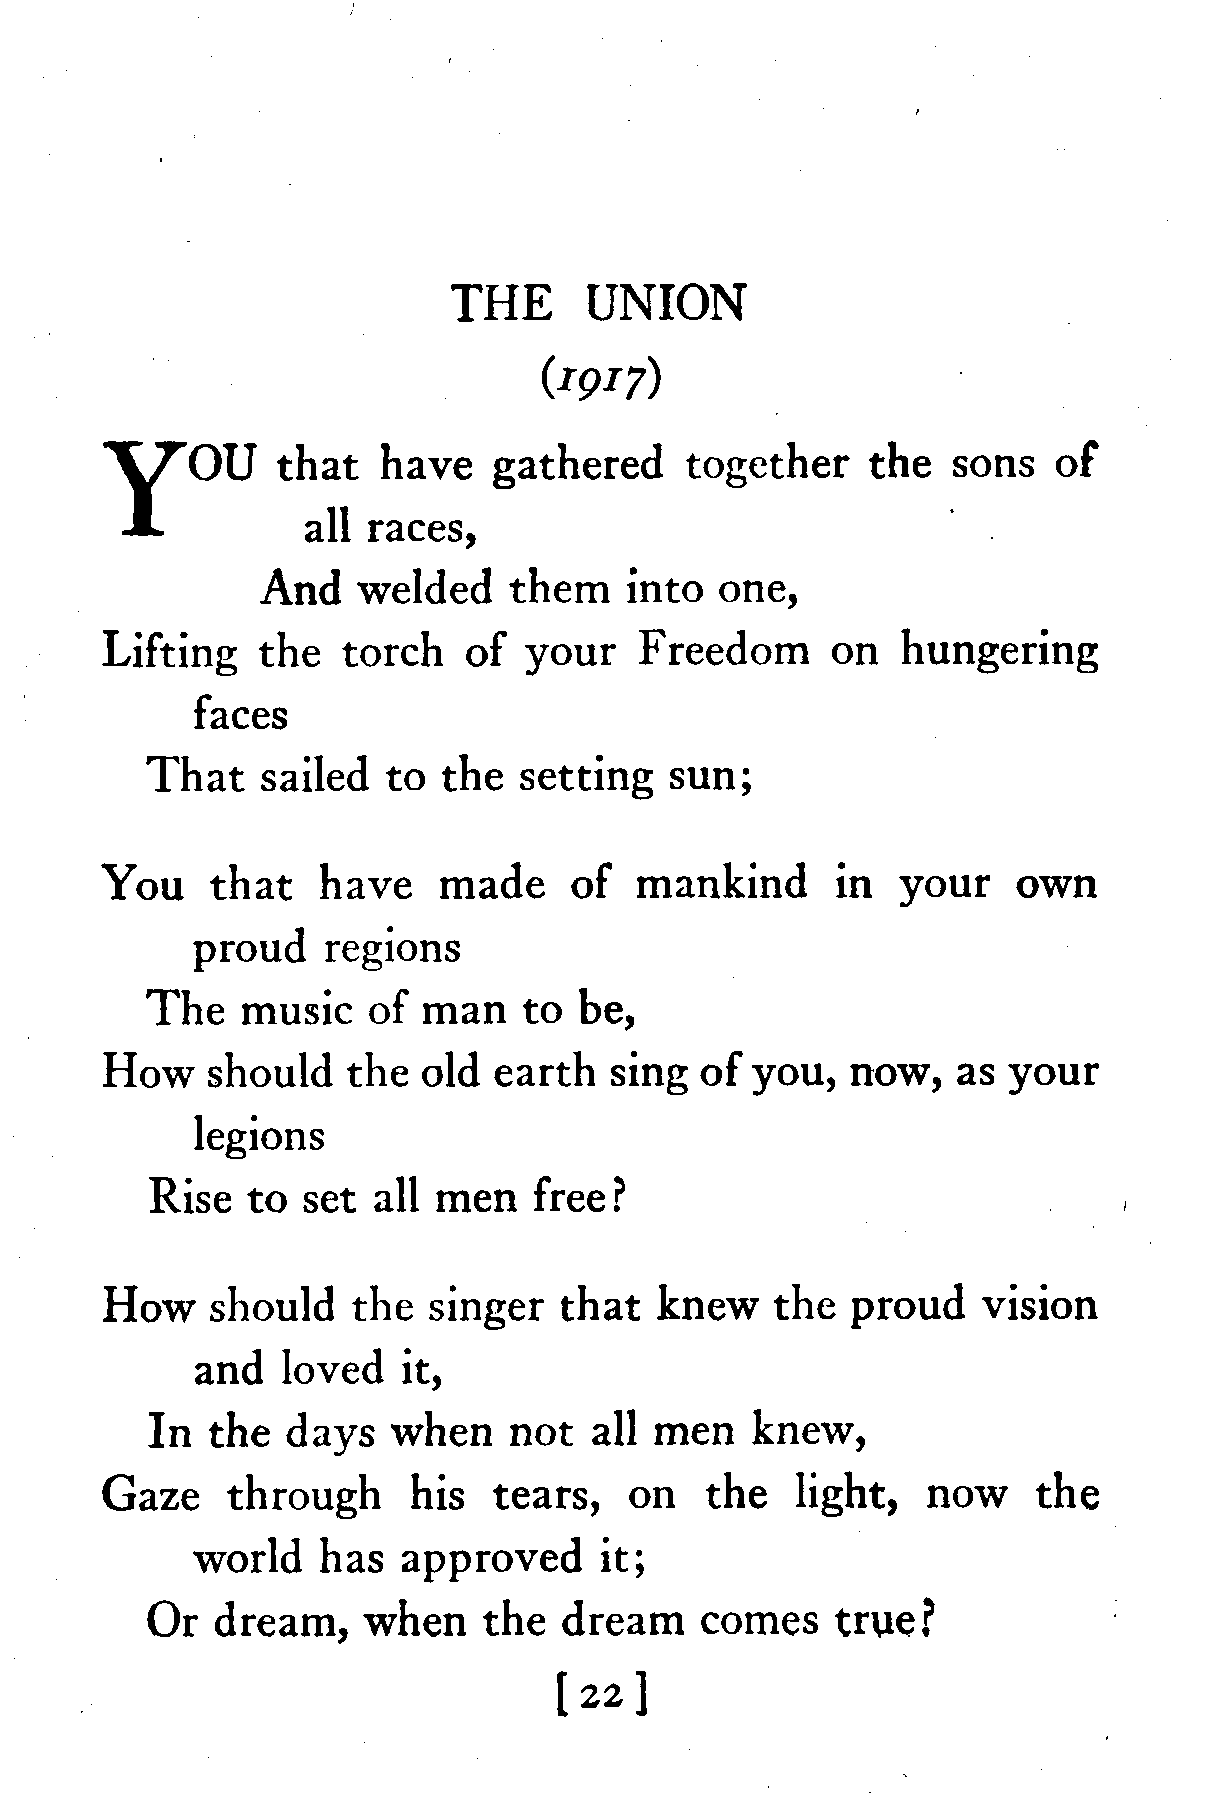 THE UNION
(1917)
YOU that have gathered together the sons of
all races,
And welded them into one,
Lifting the torch of your Freedom on hungering
faces
That sailed to the setting sun;
You that have made of mankind in your own
proud regions
The music of man to be,
How should the old earth sing of you, now, as your
legions
Rise to set all men free?
How should the singer that knew the proud vision
and loved it,
In the days when not all men knew,
Gaze through his tears, on the light, now the
world has approved it;
Or dream, when the dream comes true?
[22]